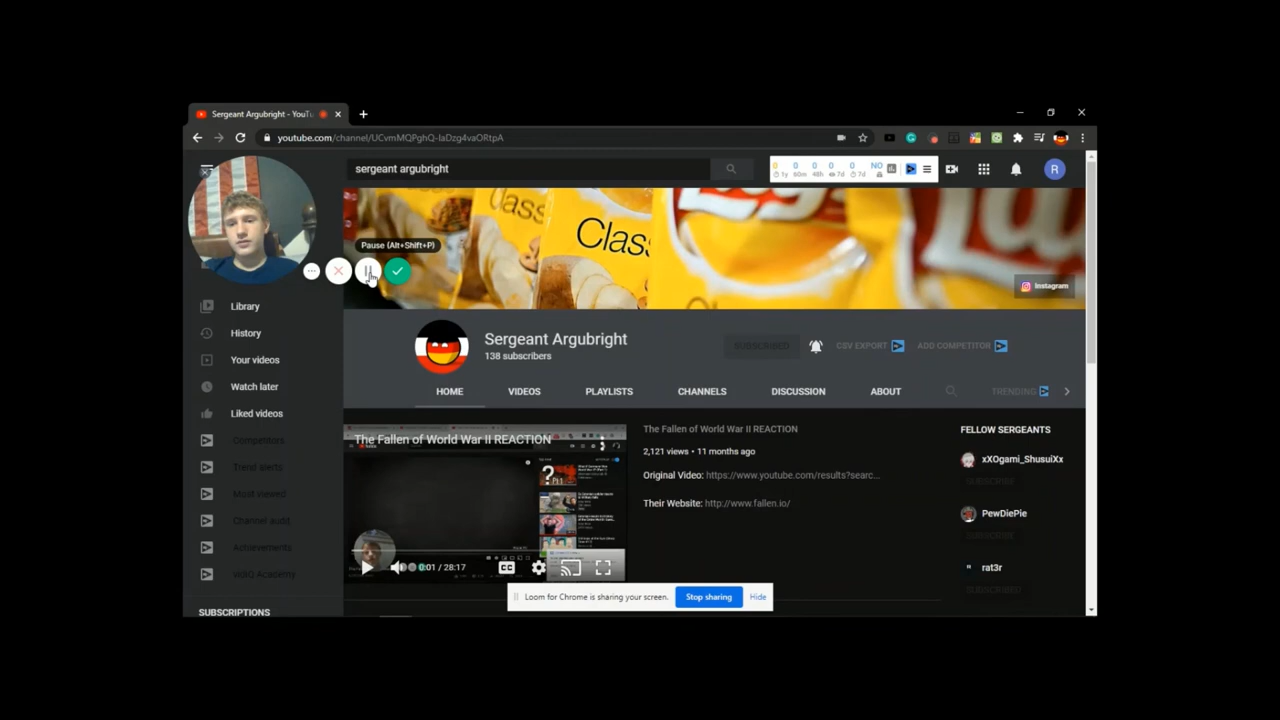 Sergeant Argubright - YouTu
youtube.com/channel/UCvmMQPghQ-IaDzg4vaORtpA
sergeant argubright
0 0 0 0 0 NO
1y 60m 48h 7d 7d
R
Class
Class
Pause (Alt+Shift+P)
Instagram
Library
History
Your videos
Watch later
Liked videos
Competitors
Trend alerts
Most viewed
Channel audit
Achievements
vidIQ Academy
SUBSCRIPTIONS
Sergeant Argubright
138 subscribers
SUBSCRIBED
CSV EXPORT
ADD COMPETITOR
HOME
VIDEOS
PLAYLISTS
CHANNELS
DISCUSSION
ABOUT
TRENDING
The Fallen of World War II REACTION
0:01 / 28:17
The Fallen of World War II REACTION
2,121 views • 11 months ago
Original Video: https://www.youtube.com/results?searc...
Their Website: http://www.fallen.io/
FELLOW SERGEANTS
xXOgami_ShusuiXx
SUBSCRIBE
PewDiePie
SUBSCRIBE
rat3r
SUBSCRIBED
Loom for Chrome is sharing your screen.
Stop sharing
Hide